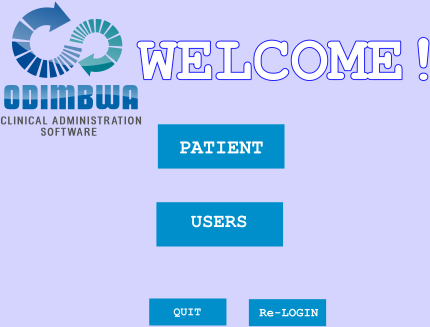 WELCOME!
ODIMBWA
CLINICAL ADMINISTRATION
SOFTWARE
PATIENT
USERS
QUIT
Re-LOGIN